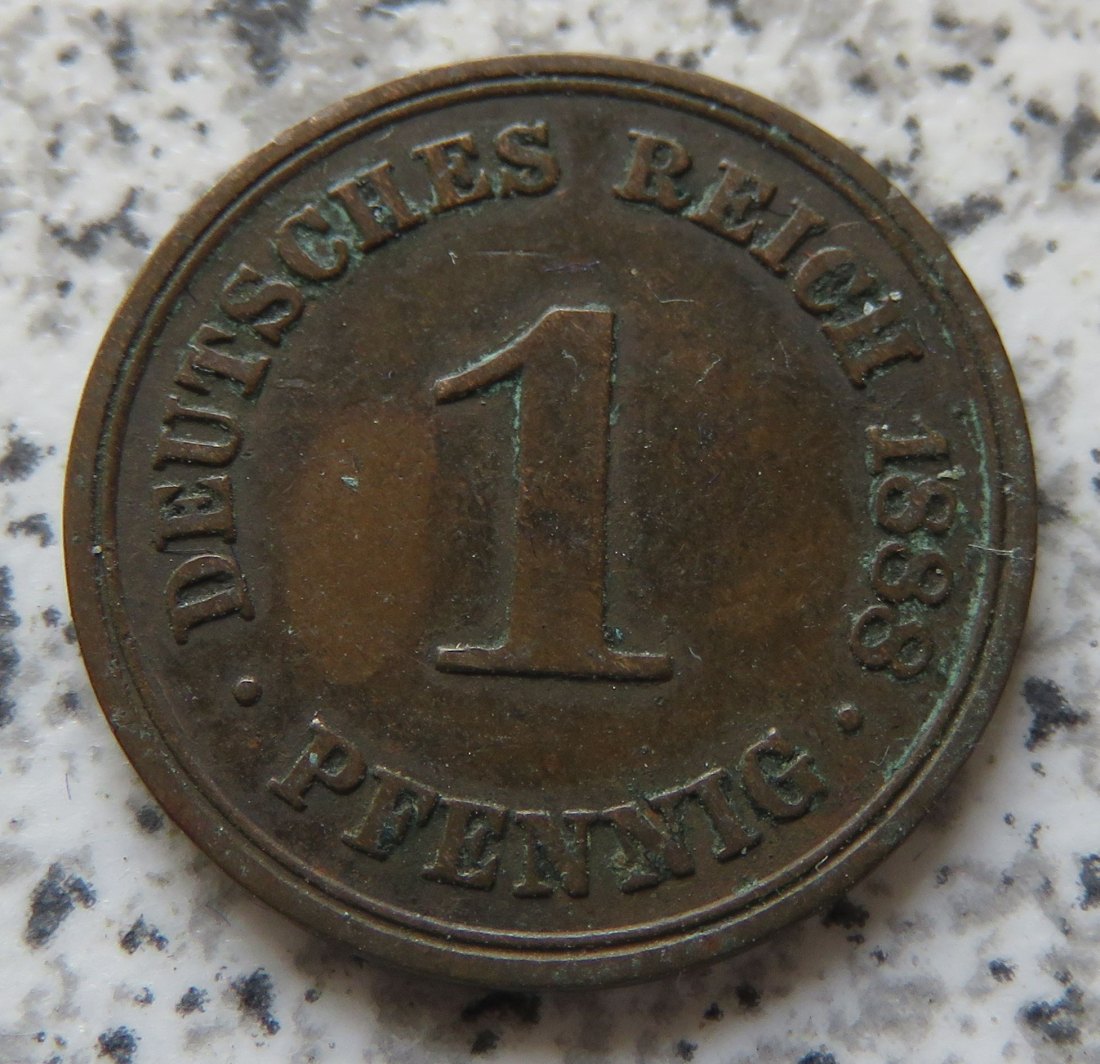 DEUTSCHES REICH 1888
1
· PFENNIG ·